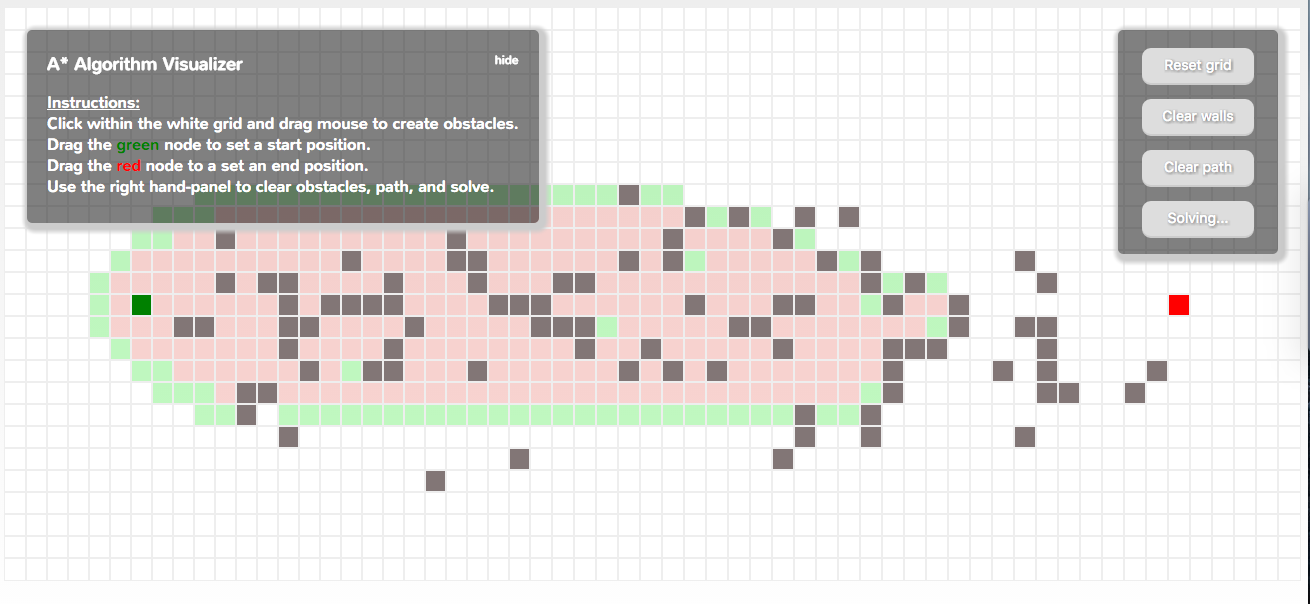 A* Algorithm Visualizer
hide
Instructions:
Click within the white grid and drag mouse to create obstacles.
Drag the green node to set a start position.
Drag the red node to a set an end position.
Use the right hand-panel to clear obstacles, path, and solve.
Reset grid
Clear walls
Clear path
Solving...